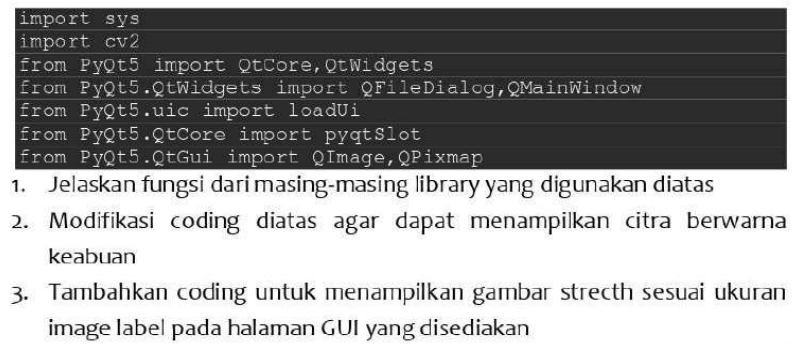 import sys
import cv2
from PyQt5 import QtCore,QtWidgets
from PyQt5.QtWidgets import QFileDialog,QMainWindow
from PyQt5.uic import loadUi
from PyQt5.QtCore import pyqtSlot
from PyQt5.QtGui import QImage,QPixmap
1. Jelaskan fungsi dari masing-masing library yang digunakan diatas
2. Modifikasi coding diatas agar dapat menampilkan citra berwarna
keabuan
3. Tambahkan coding untuk menampilkan gambar strecth sesuai ukuran
image label pada halaman GUI yang disediakan